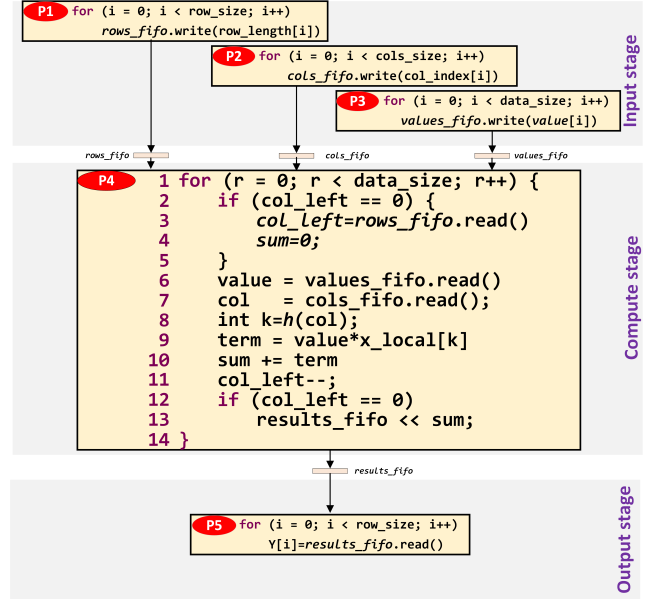 P1 for (i = 0; i < row_size; i++)
rows_fifo.write(row_length[i])
P2 for (i = 0; i < cols_size; i++)
cols_fifo.write(col_index[i])
P3 for (i = 0; i < data_size; i++)
values_fifo.write(value[i])
Input stage
rows_fifo
cols_fifo
values_fifo
P4
1 for (r = 0; r < data_size; r++) {
2 if (col_left == 0) {
3 col_left=rows_fifo.read()
4 sum=0;
5 }
6 value = values_fifo.read()
7 col   = cols_fifo.read();
8 int k=h(col);
9 term = value*x_local[k]
10 sum += term
11 col_left--;
12 if (col_left == 0)
13 results_fifo << sum;
14 }
Compute stage
results_fifo
P5 for (i = 0; i < row_size; i++)
Y[i]=results_fifo.read()
Output stage